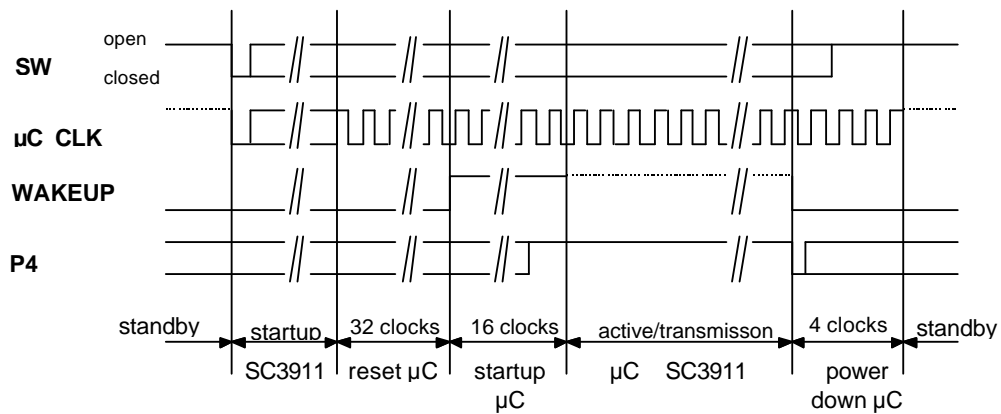 open
SW
closed
µC CLK
WAKEUP
P4
standby
startup
32 clocks
16 clocks
active/transmisson
4 clocks
standby
SC3911
reset µC
startup
µC
µC SC3911
power
down µC